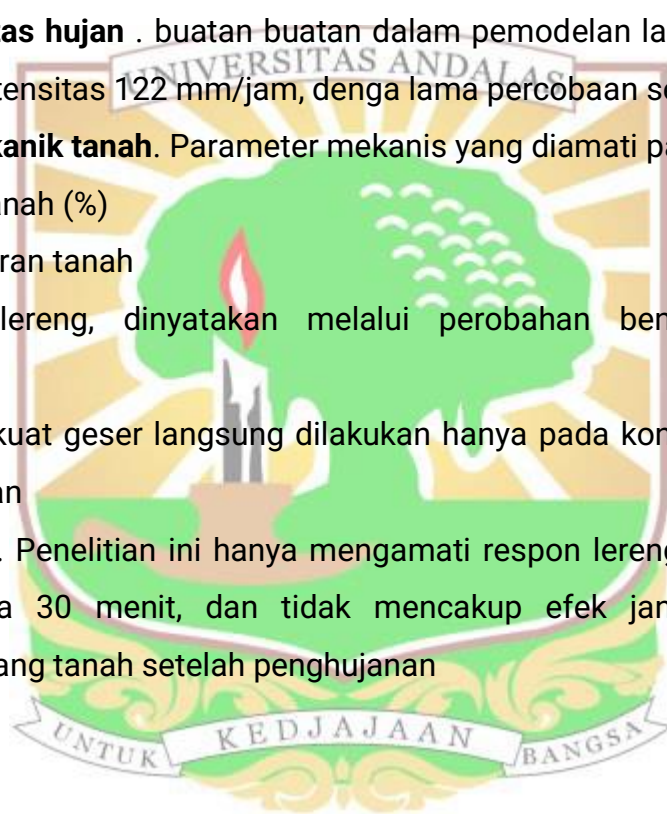 tas hujan . buatan buatan dalam pemodelan la
UNIVERSITAS ANDALAS
tensitas 122 mm/jam, denga lama percobaan se
kanik tanah. Parameter mekanis yang diamati pa
anah (%)
ran tanah
lereng, dinyatakan melalui perobahan ben
kuat geser langsung dilakukan hanya pada kon
an
. Penelitian ini hanya mengamati respon lereng
a 30 menit, dan tidak mencakup efek jan
ang tanah setelah penghujanan
UNTUK KEDJAJAAN BANGSA